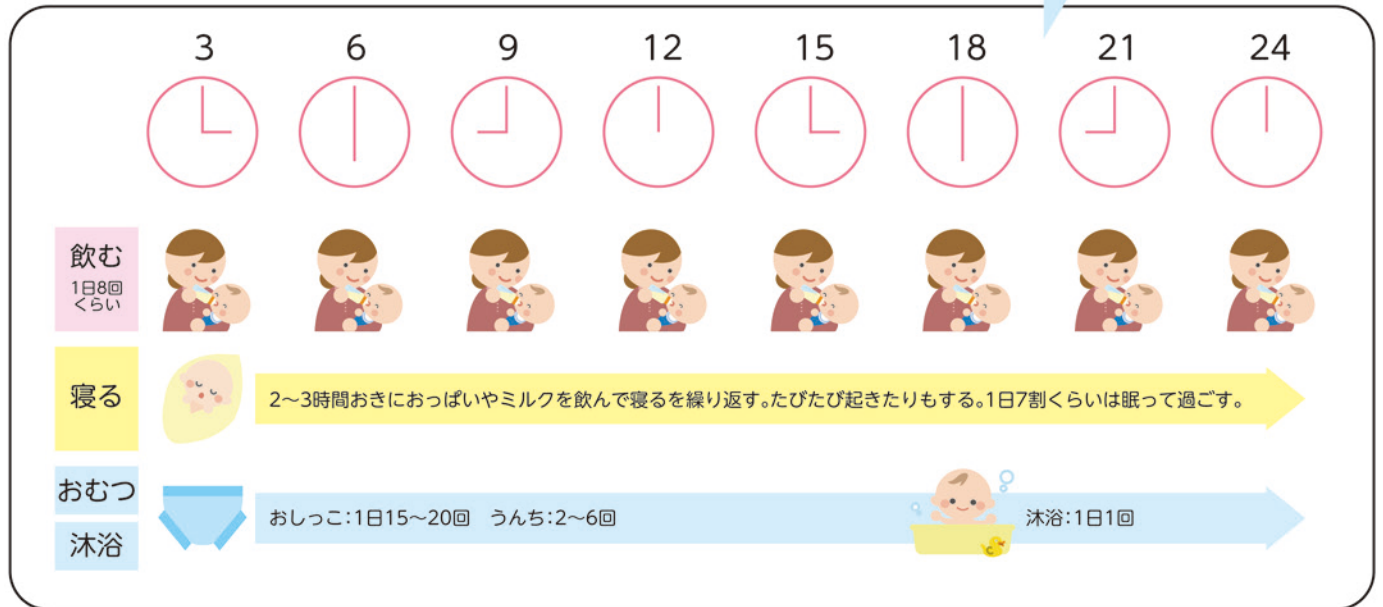 3 6 9 12 15 18 21 24
飲む
1日8回
くらい
寝る
2〜3時間おきにおっぱいやミルクを飲んで寝るを繰り返す。たびたび起きたりもする。1日7割くらいは眠って過ごす。
おむつ
おしっこ:1日15〜20回 うんち:2〜6回
沐浴:1日1回
沐浴